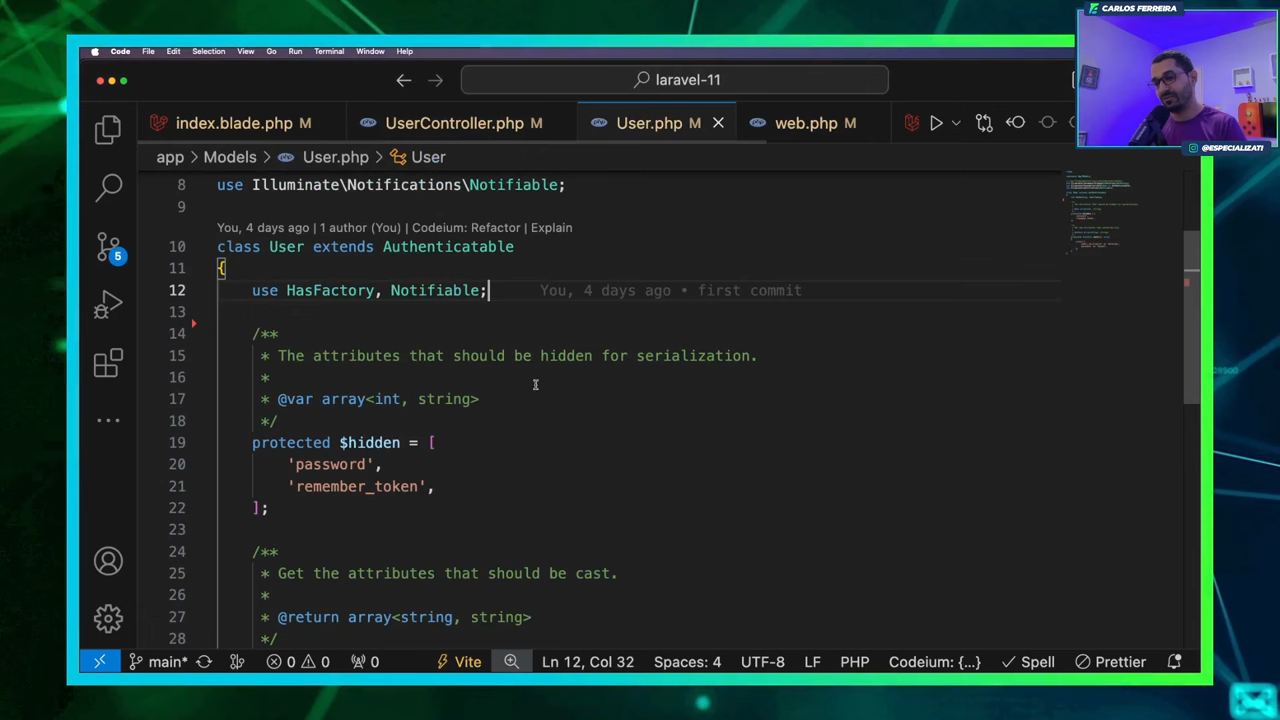 CARLOS FERREIRA
Code File Edit Selection View Go Run Terminal Window Help
laravel-11
index.blade.php M
UserController.php M
User.php M
web.php M
@ESPECIALIZATI
app > Models > User.php > User
8 use Illuminate\Notifications\Notifiable;
9
You, 4 days ago | 1 author (You) | Codeium: Refactor | Explain
10 class User extends Authenticatable
11 {
12 use HasFactory, Notifiable; You, 4 days ago • first commit
13
14 /**
15 * The attributes that should be hidden for serialization.
16 *
17 * @var array<int, string>
18 */
19 protected $hidden = [
20 'password',
21 'remember_token',
22 ];
23
24 /**
25 * Get the attributes that should be cast.
26 *
27 * @return array<string, string>
28 */
5
main* 0 0 0 Vite Ln 12, Col 32 Spaces: 4 UTF-8 LF PHP Codeium: {...} Spell Prettier